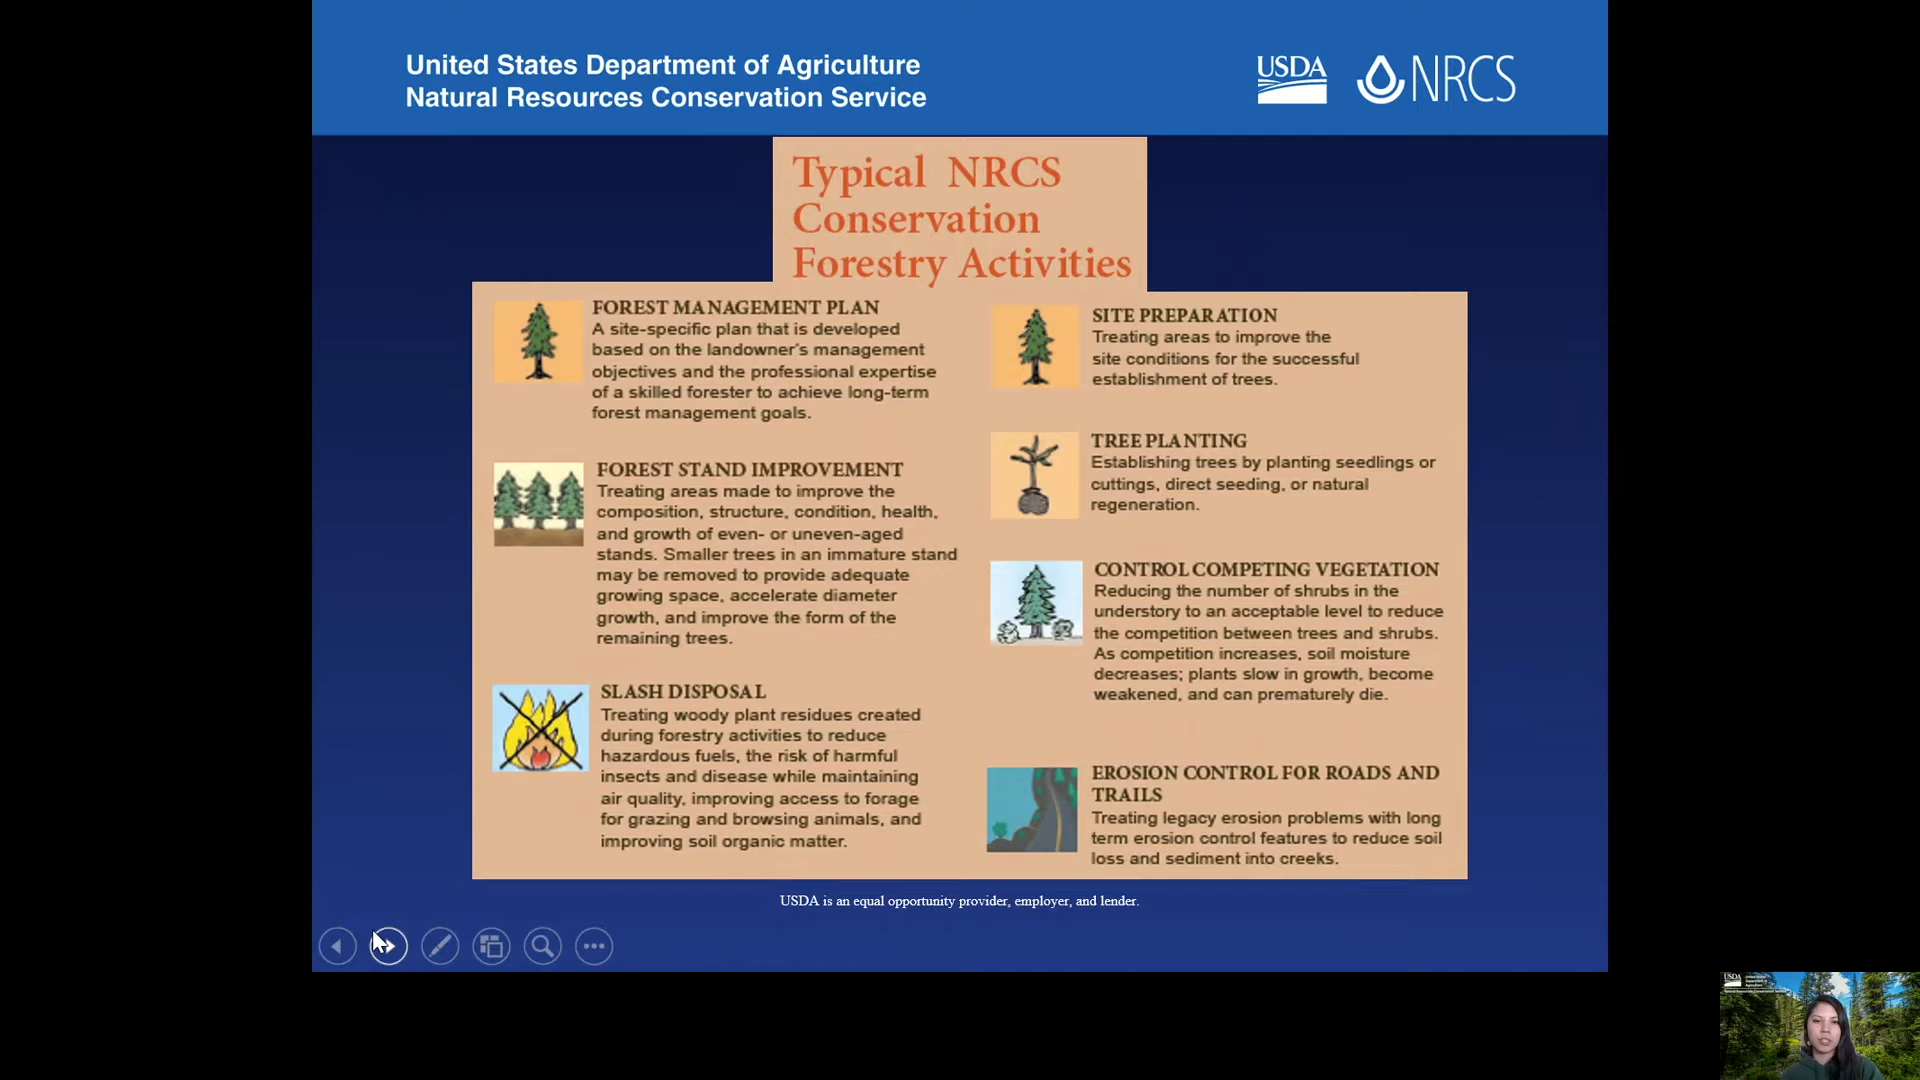 United States Department of Agriculture
Natural Resources Conservation Service
USDA
NRCS
Typical NRCS
Conservation
Forestry Activities
FOREST MANAGEMENT PLAN
A site-specific plan that is developed
based on the landowner's management
objectives and the professional expertise
of a skilled forester to achieve long-term
forest management goals.
FOREST STAND IMPROVEMENT
Treating areas made to improve the
composition, structure, condition, health,
and growth of even- or uneven-aged
stands. Smaller trees in an immature stand
may be removed to provide adequate
growing space, accelerate diameter
growth, and improve the form of the
remaining trees.
SLASH DISPOSAL
Treating woody plant residues created
during forestry activities to reduce
hazardous fuels, the risk of harmful
insects and disease while maintaining
air quality, improving access to forage
for grazing and browsing animals, and
improving soil organic matter.
SITE PREPARATION
Treating areas to improve the
site conditions for the successful
establishment of trees.
TREE PLANTING
Establishing trees by planting seedlings or
cuttings, direct seeding, or natural
regeneration.
CONTROL COMPETING VEGETATION
Reducing the number of shrubs in the
understory to an acceptable level to reduce
the competition between trees and shrubs.
As competition increases, soil moisture
decreases; plants slow in growth, become
weakened, and can prematurely die.
EROSION CONTROL FOR ROADS AND
TRAILS
Treating legacy erosion problems with long
term erosion control features to reduce soil
loss and sediment into creeks.
USDA is an equal opportunity provider, employer, and lender.
USDA